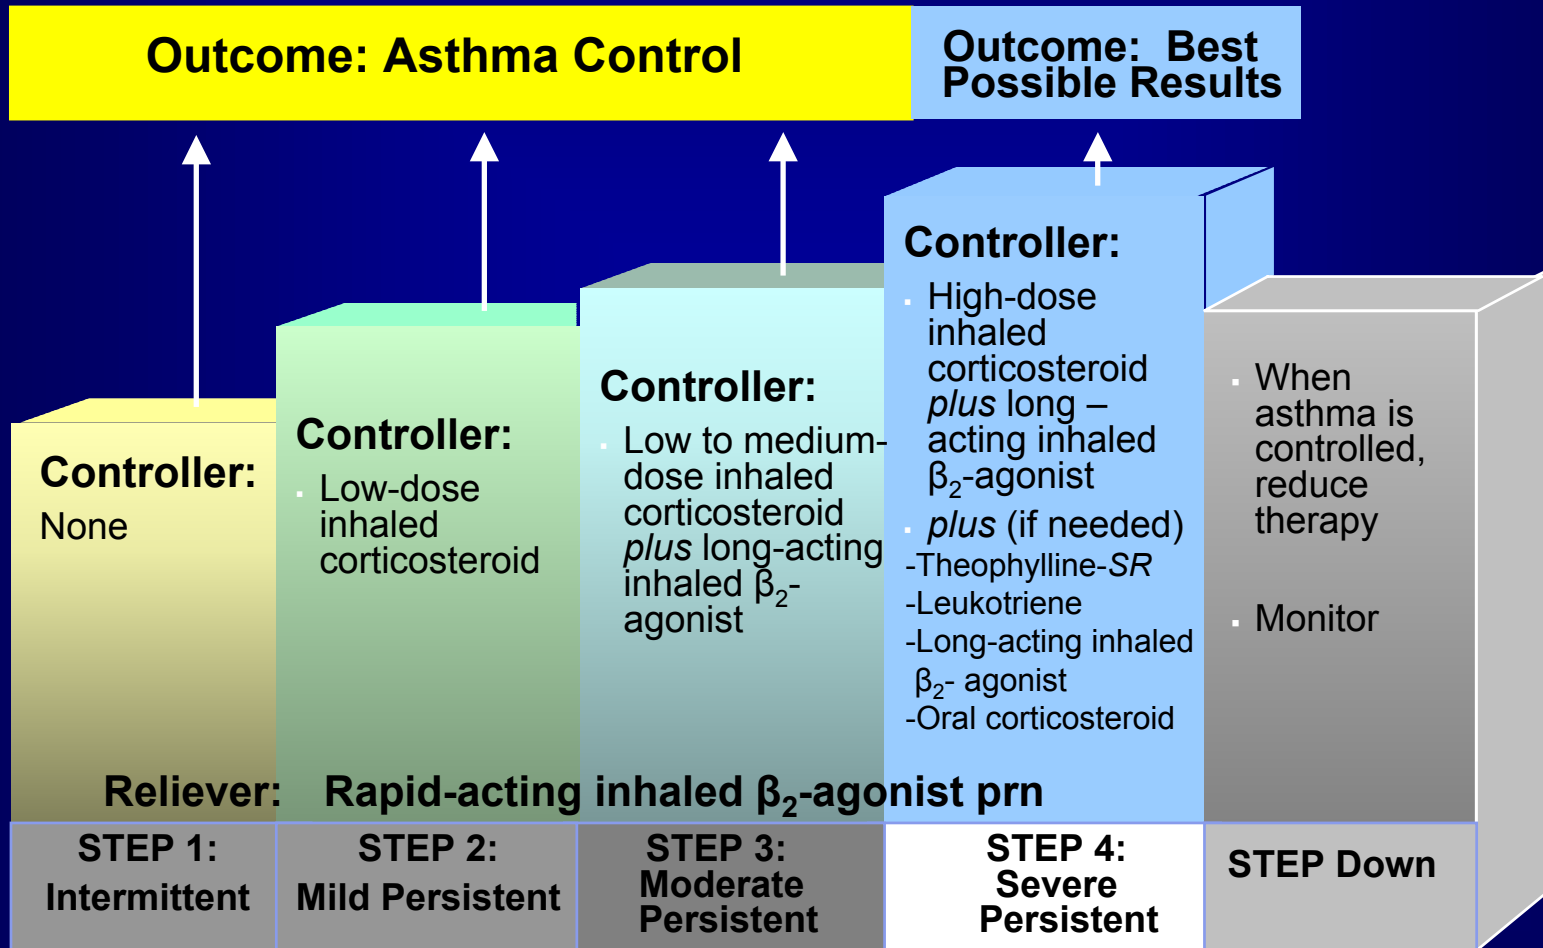 Outcome: Asthma Control
Outcome: Best
Possible Results
Controller:
None
Controller:
▪ Low-dose
inhaled
corticosteroid
Controller:
▪ Low to medium-
dose inhaled
corticosteroid
plus long-acting
inhaled β₂-
agonist
Controller:
▪ High-dose
inhaled
corticosteroid
plus long –
acting inhaled
β₂-agonist
▪ plus (if needed)
-Theophylline-SR
-Leukotriene
-Long-acting inhaled
β₂- agonist
-Oral corticosteroid
▪ When
asthma is
controlled,
reduce
therapy
▪ Monitor
Reliever: Rapid-acting inhaled β₂-agonist prn
STEP 1:
Intermittent
STEP 2:
Mild Persistent
STEP 3:
Moderate
Persistent
STEP 4:
Severe
Persistent
STEP Down